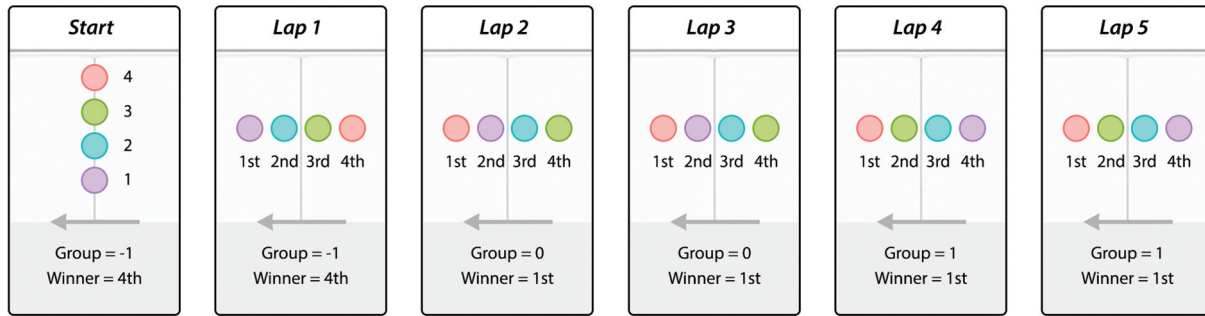 Start
4
3
2
1
Group = -1
Winner = 4th
Lap 1
1st 2nd 3rd 4th
Group = -1
Winner = 4th
Lap 2
1st 2nd 3rd 4th
Group = 0
Winner = 1st
Lap 3
1st 2nd 3rd 4th
Group = 0
Winner = 1st
Lap 4
1st 2nd 3rd 4th
Group = 1
Winner = 1st
Lap 5
1st 2nd 3rd 4th
Group = 1
Winner = 1st